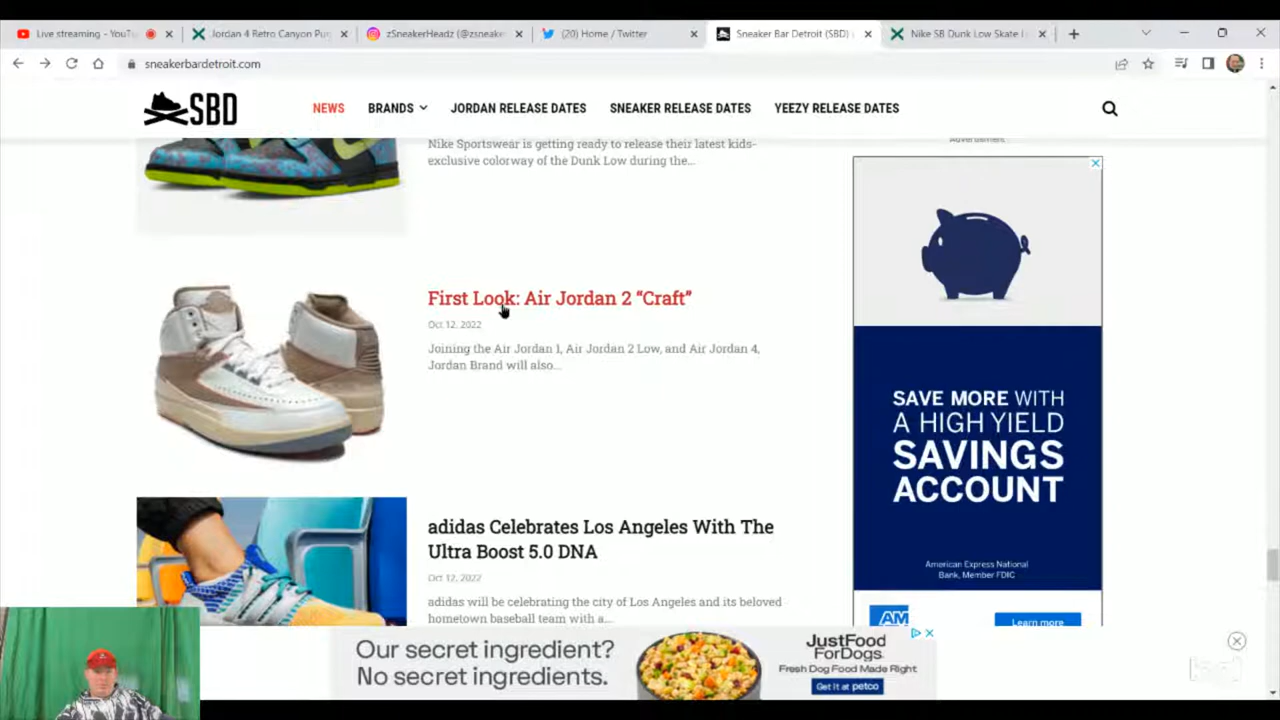 Live streaming - YouTu
Jordan 4 Retro Canyon Pur
zSneakerHeadz (@zsneake
(20) Home / Twitter
Sneaker Bar Detroit (SBD)
Nike SB Dunk Low Skate
sneakerbardetroit.com
SBD
NEWS
BRANDS
JORDAN RELEASE DATES
SNEAKER RELEASE DATES
YEEZY RELEASE DATES
Advertisement
Nike Sportswear is getting ready to release their latest kids-
exclusive colorway of the Dunk Low during the...
First Look: Air Jordan 2 “Craft”
Oct 12, 2022
Joining the Air Jordan 1, Air Jordan 2 Low, and Air Jordan 4,
Jordan Brand will also...
adidas Celebrates Los Angeles With The
Ultra Boost 5.0 DNA
Oct 12, 2022
adidas will be celebrating the city of Los Angeles and its beloved
hometown baseball team with a...
SAVE MORE WITH
A HIGH YIELD
SAVINGS
ACCOUNT
American Express National
Bank, Member FDIC
AM
Learn more
Our secret ingredient?
No secret ingredients.
JustFood
ForDogs
Fresh Dog Food Made Right
Get it at petco